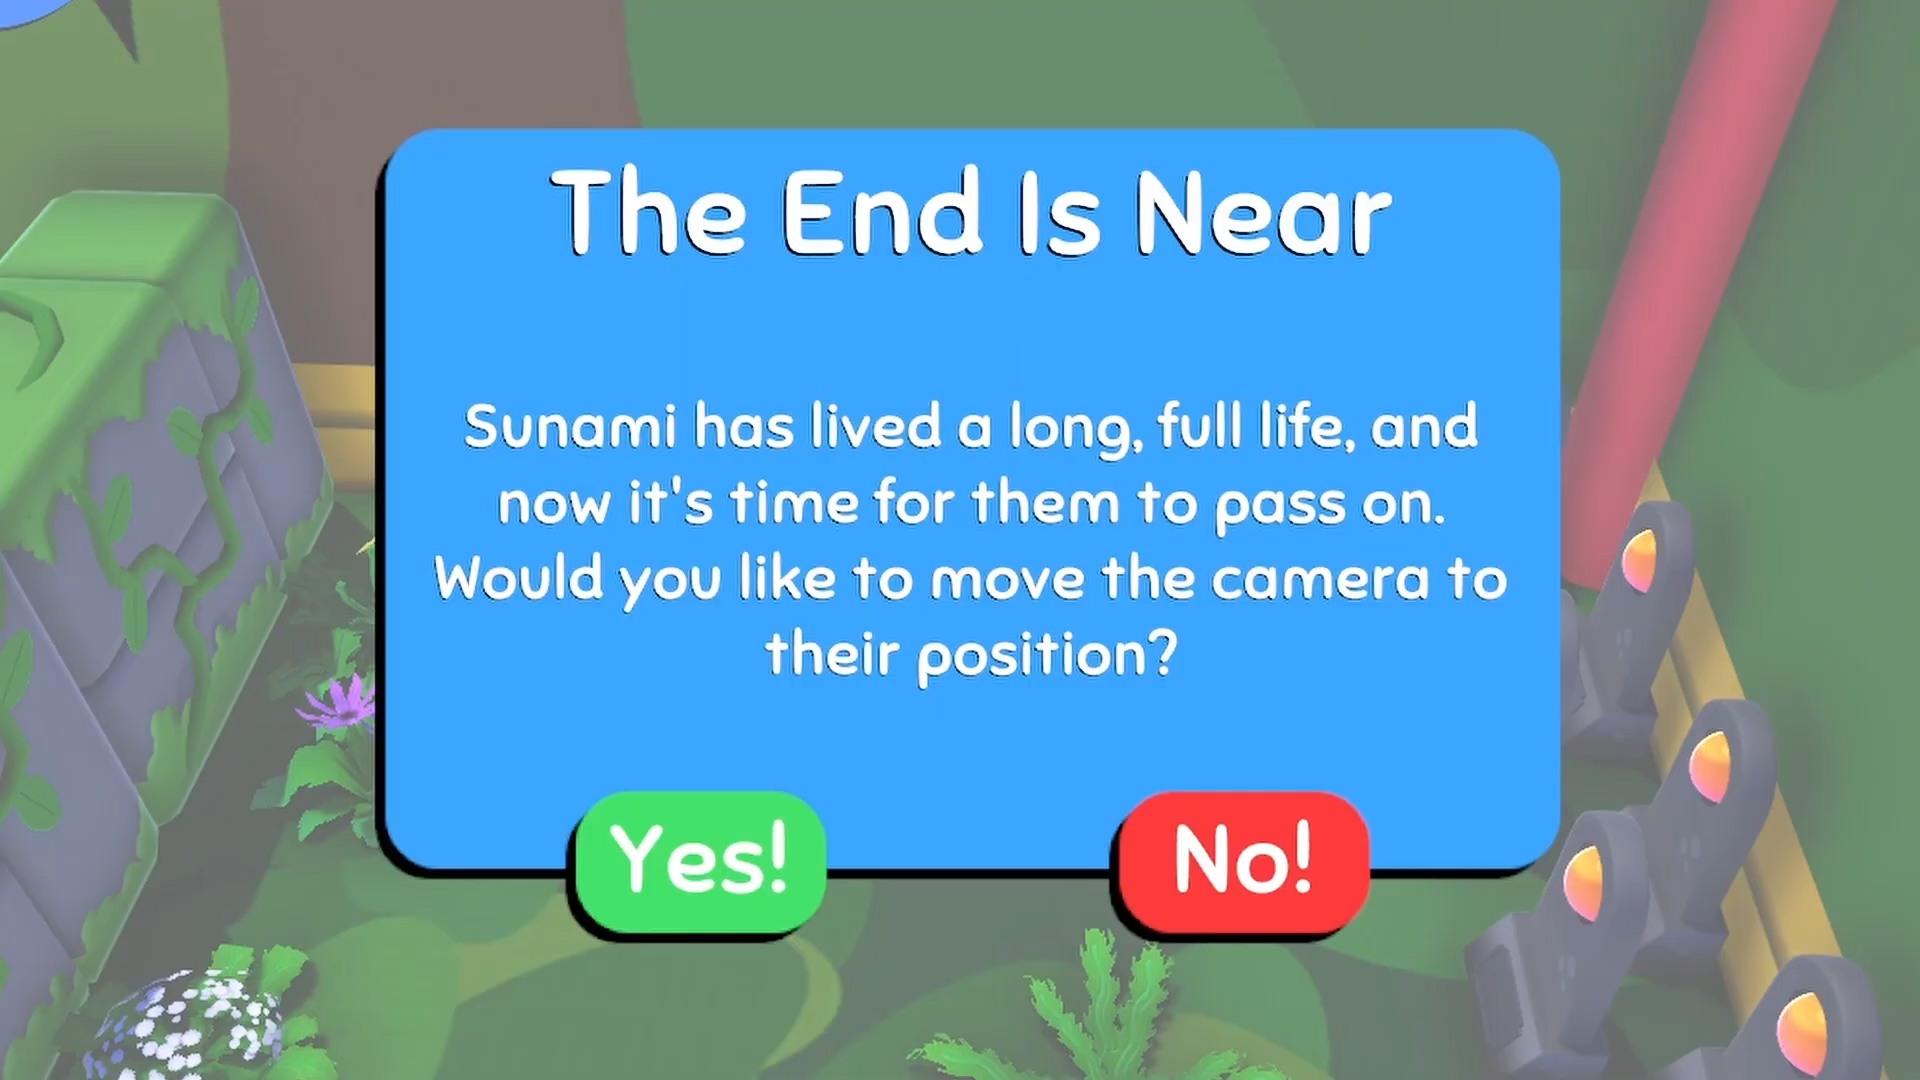 The End Is Near
Sunami has lived a long, full life, and
now it's time for them to pass on.
Would you like to move the camera to
their position?
Yes!
No!